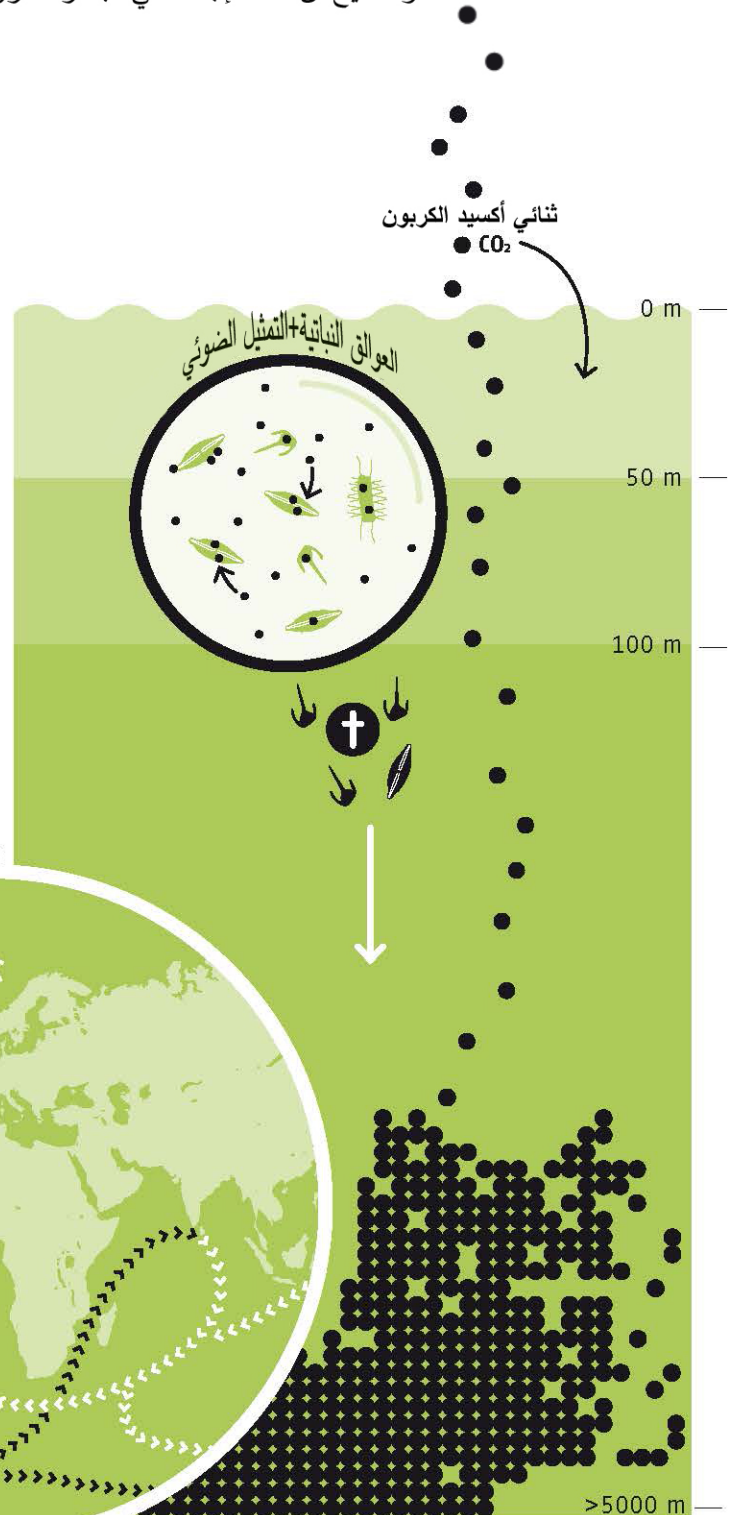 ثنائي أكسيد الكربون
CO₂
0 m
العوالق النباتية+التمثيل الضوئي
50 m
100 m
>5000 m